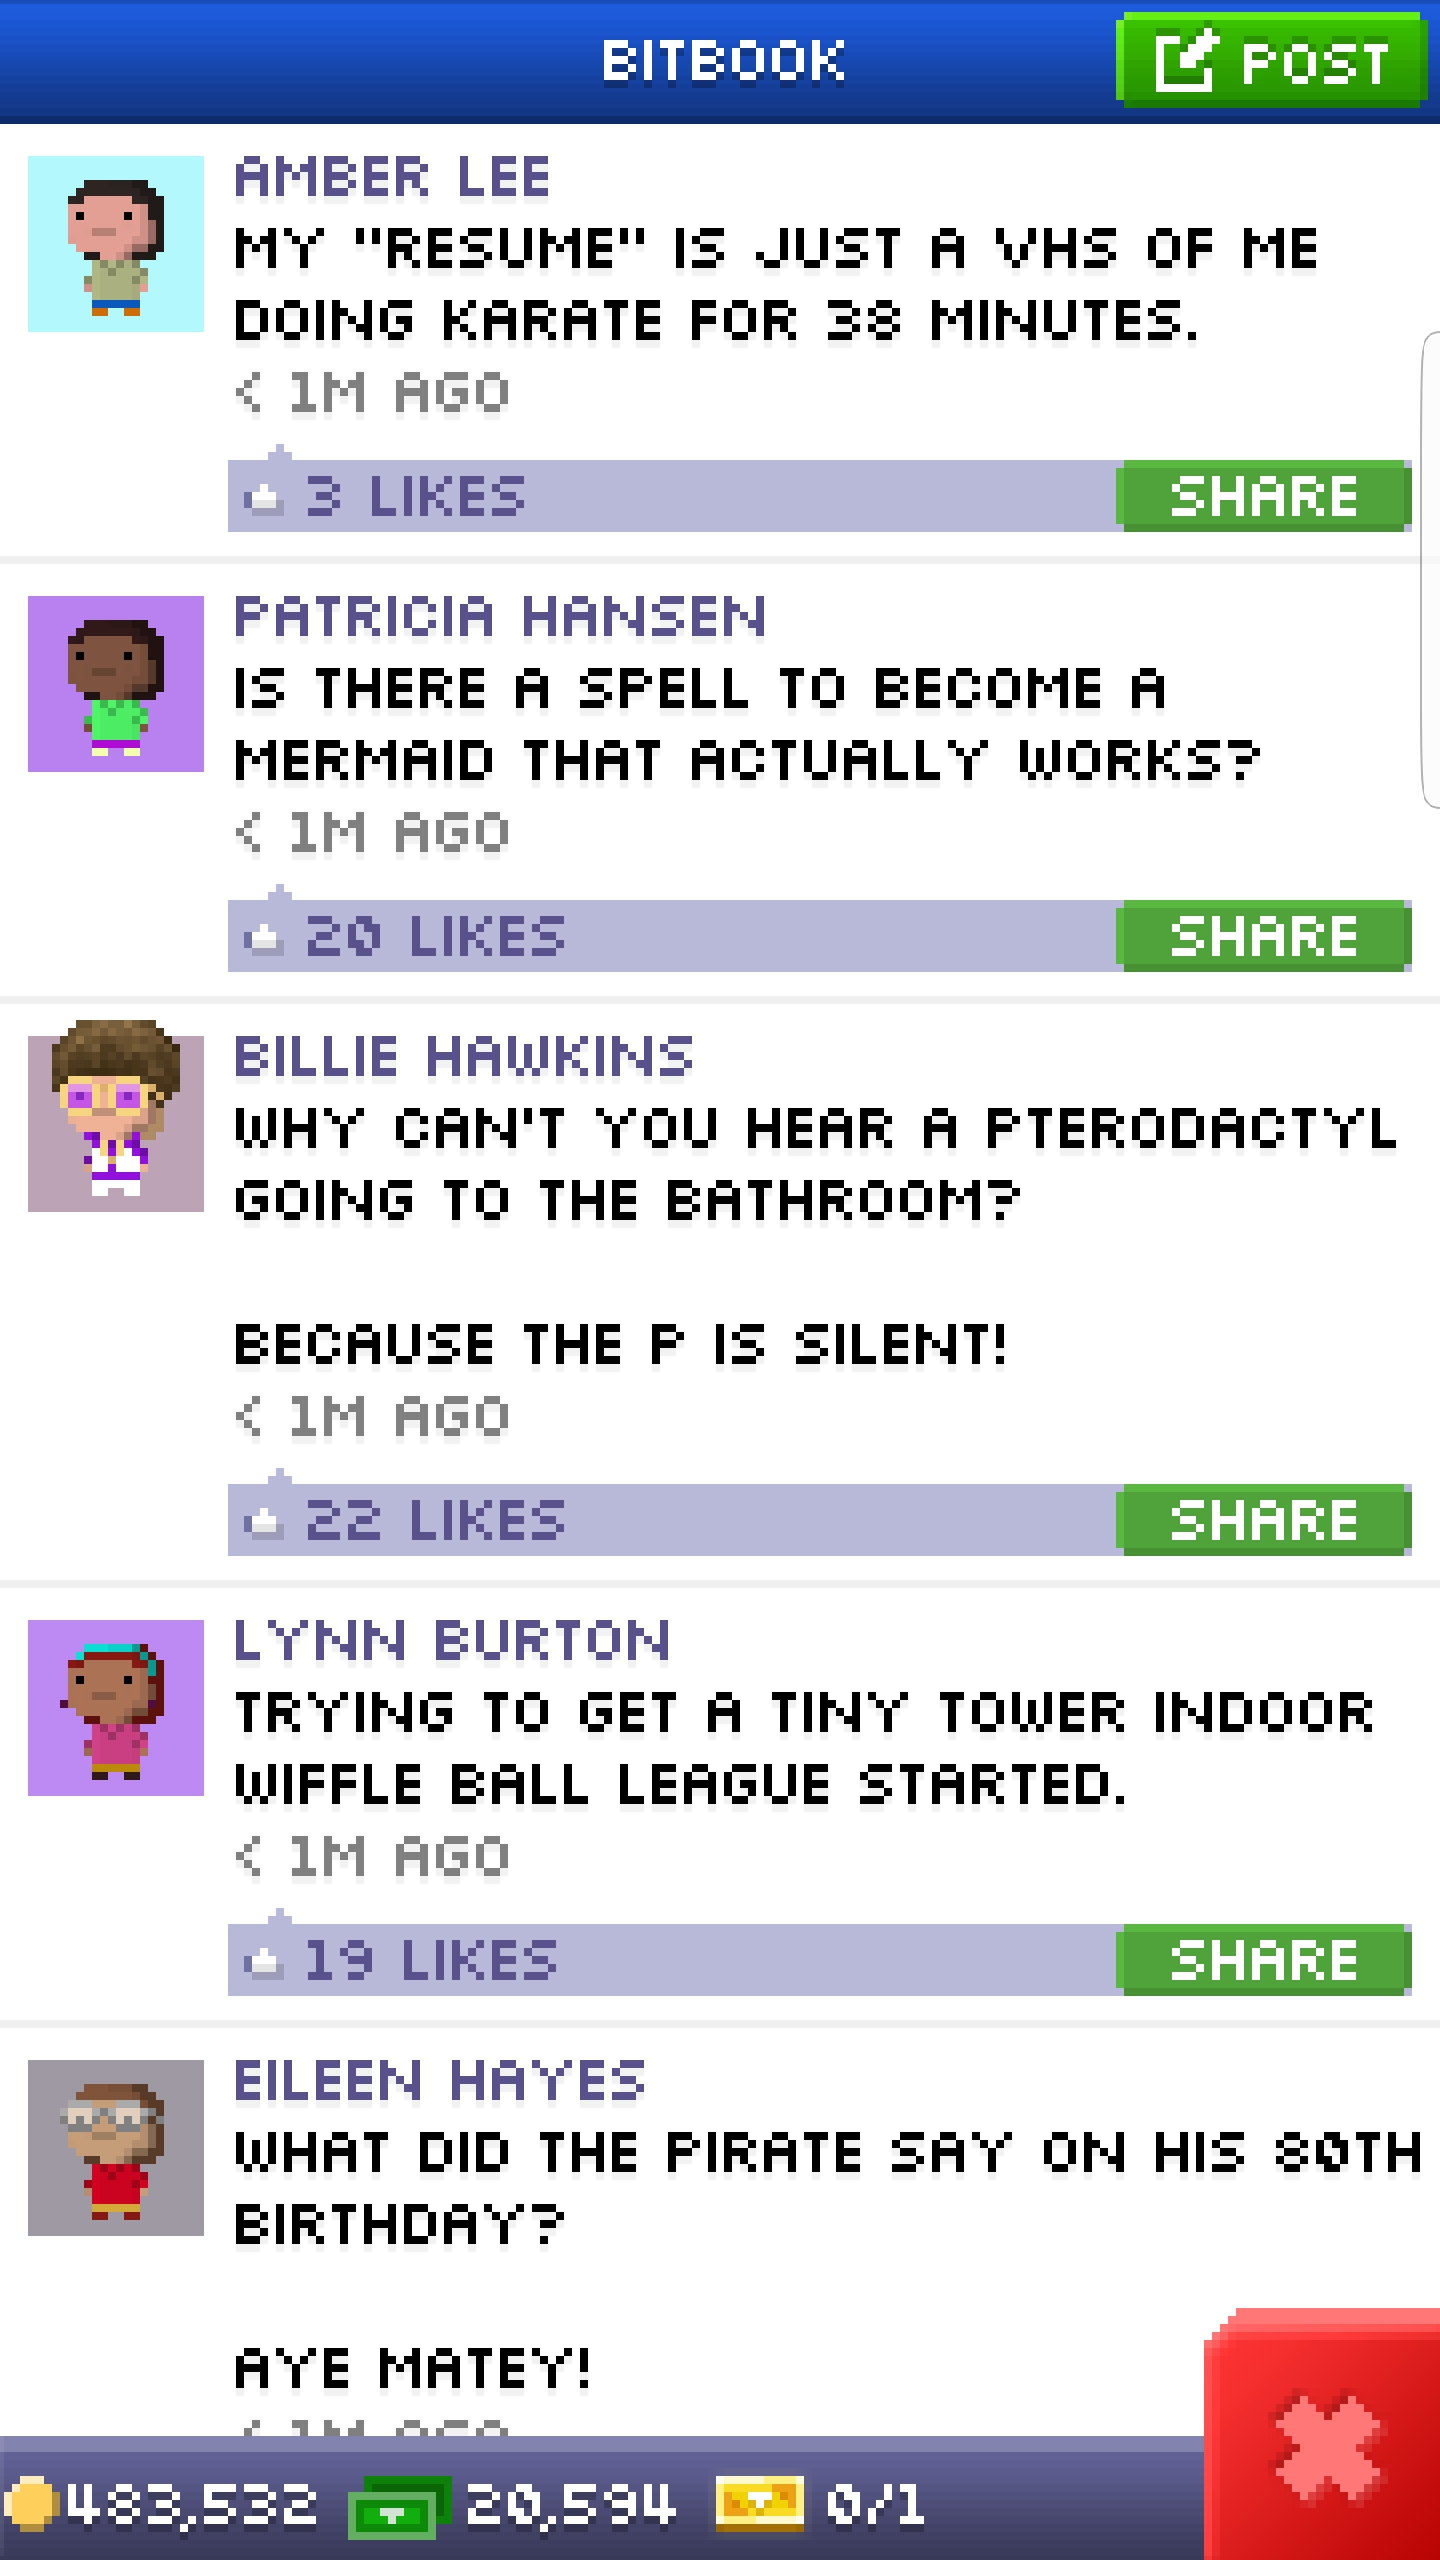 BITBOOK
POST
AMBER LEE
MY "RESUME" IS JUST A VHS OF ME
DOING KARATE FOR 38 MINUTES.
< 1M AGO
3 LIKES
SHARE
PATRICIA HANSEN
IS THERE A SPELL TO BECOME A
MERMAID THAT ACTUALLY WORKS?
< 1M AGO
20 LIKES
SHARE
BILLIE HAWKINS
WHY CAN'T YOU HEAR A PTERODACTYL
GOING TO THE BATHROOM?
BECAUSE THE P IS SILENT!
< 1M AGO
22 LIKES
SHARE
LYNN BURTON
TRYING TO GET A TINY TOWER INDOOR
WIFFLE BALL LEAGUE STARTED.
< 1M AGO
19 LIKES
SHARE
EILEEN HAYES
WHAT DID THE PIRATE SAY ON HIS 80TH
BIRTHDAY?
AYE MATEY!
< 1M AGO
483,532 20,594 0/1